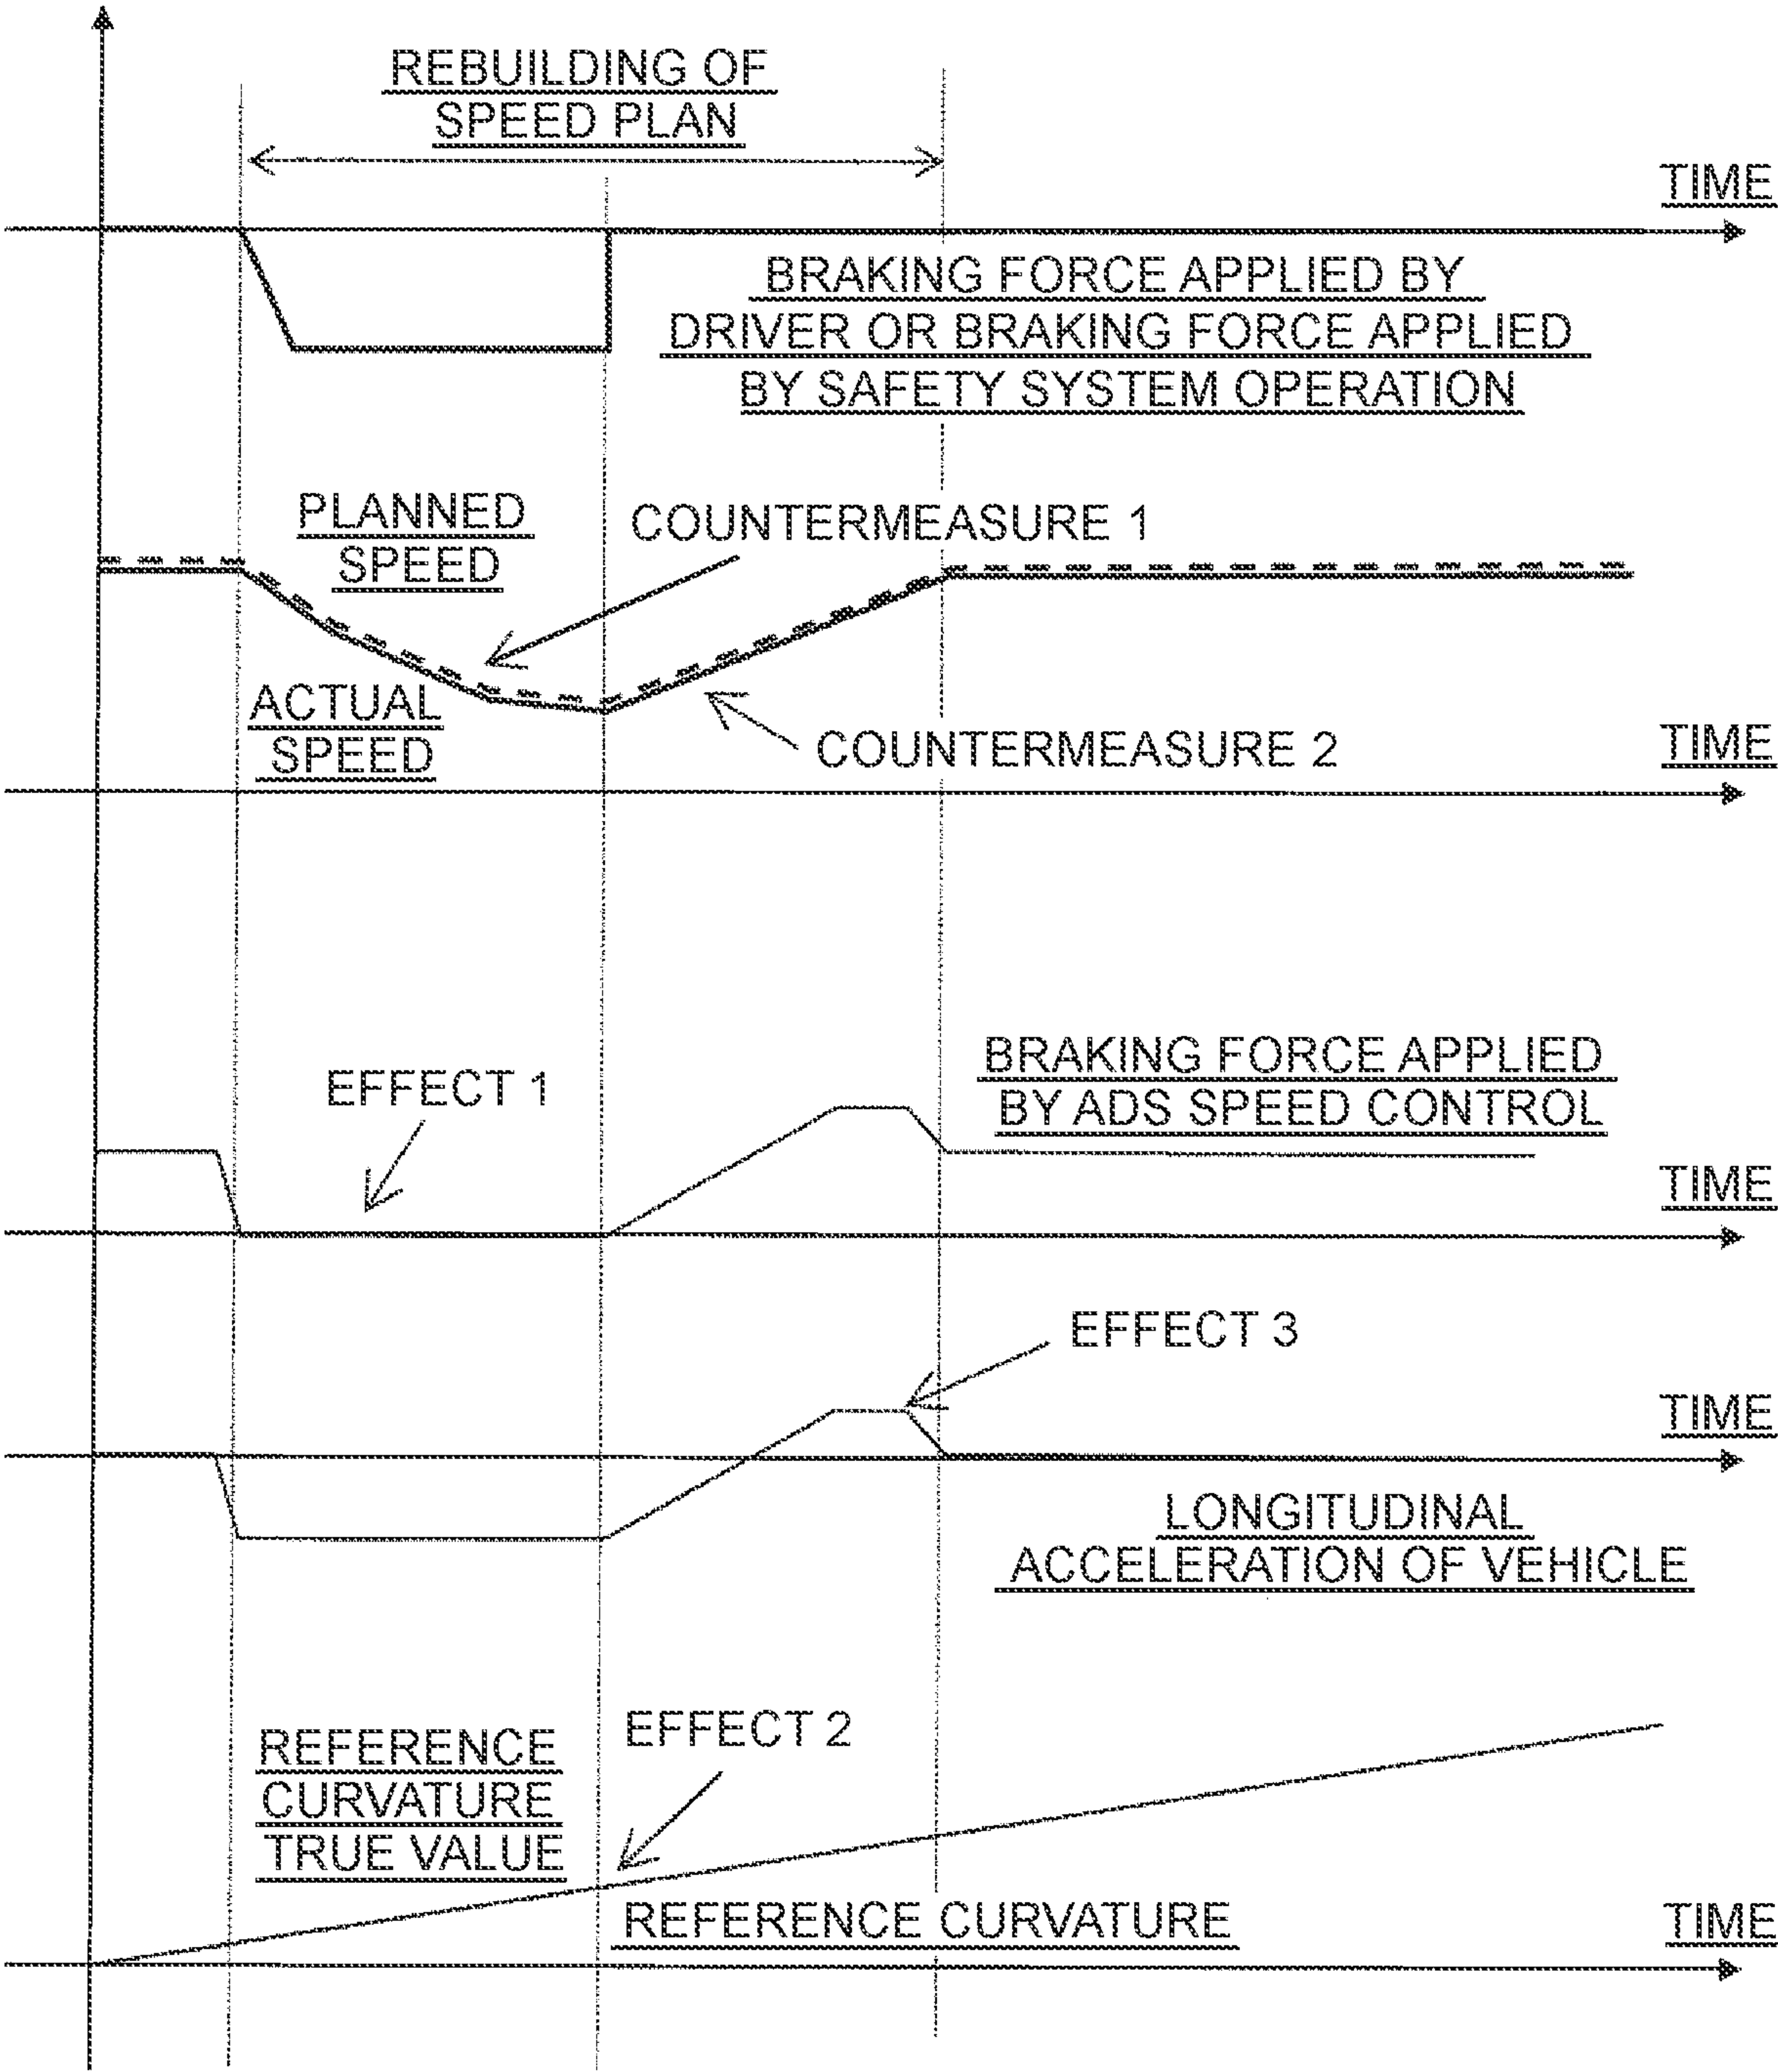 REBUILDING OF
SPEED PLAN
TIME
BRAKING FORCE APPLIED BY
DRIVER OR BRAKING FORCE APPLIED
BY SAFETY SYSTEM OPERATION
PLANNED
SPEED
COUNTERMEASURE 1
ACTUAL
SPEED
COUNTERMEASURE 2
TIME
BRAKING FORCE APPLIED
BY ADS SPEED CONTROL
EFFECT 1
TIME
EFFECT 3
TIME
LONGITUDINAL
ACCELERATION OF VEHICLE
REFERENCE
CURVATURE
TRUE VALUE
EFFECT 2
REFERENCE CURVATURE
TIME